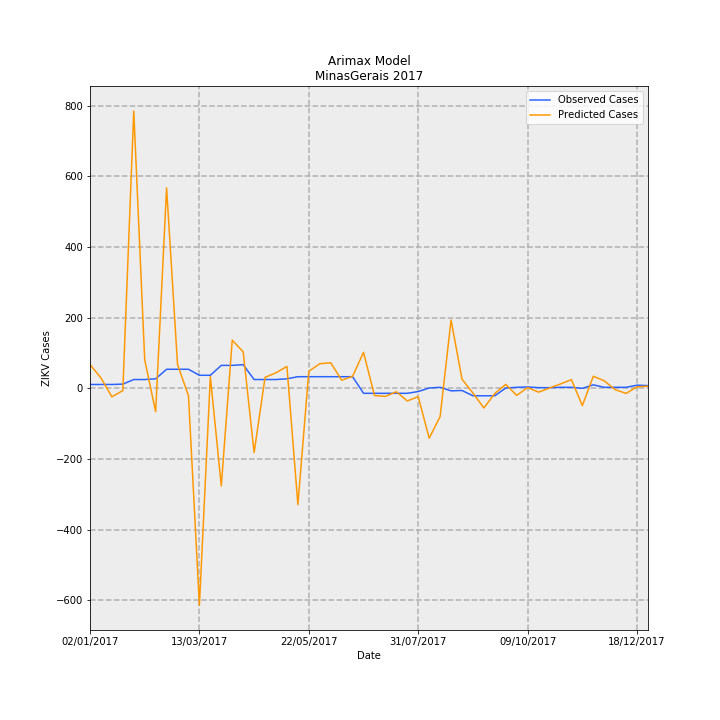 Arimax Model
MinasGerais 2017
Observed Cases
Predicted Cases
ZIKV Cases
800
600
400
200
0
−200
−400
−600
02/01/2017 13/03/2017 22/05/2017 31/07/2017 09/10/2017 18/12/2017
Date